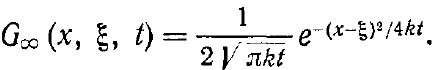 G∞ (x, ξ, t) = 1 / (2 √(πkt)) e^{-(x-ξ)²/4kt}.